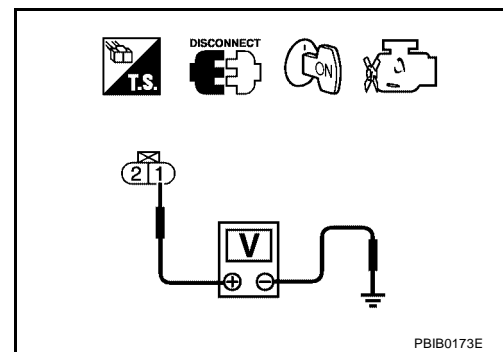 T.S.
DISCONNECT
ON
2 1
V
+ −
PBIB0173E